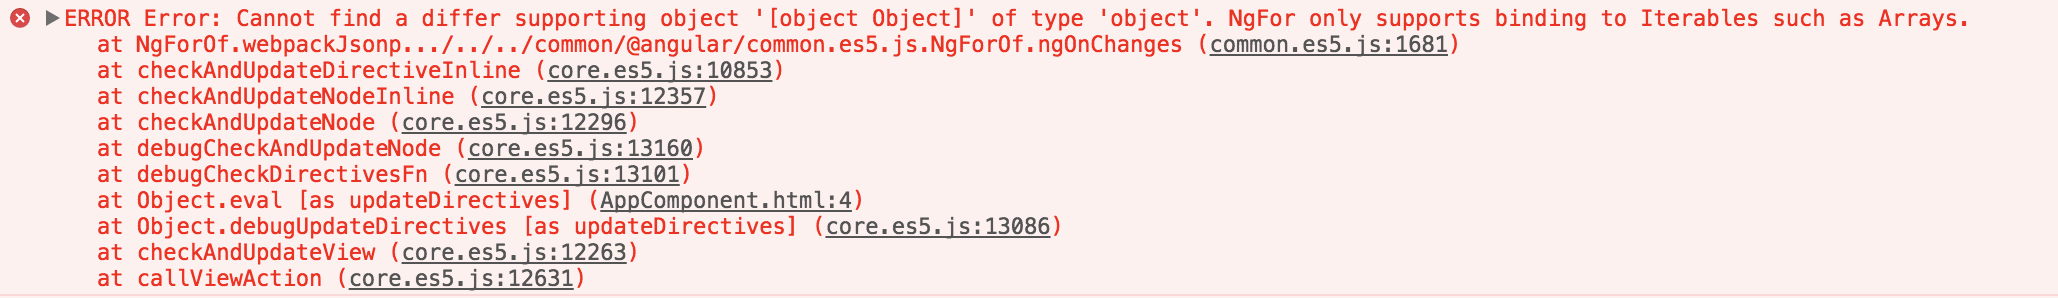 ERROR Error: Cannot find a differ supporting object '[object Object]' of type 'object'. NgFor only supports binding to Iterables such as Arrays.
at NgForOf.webpackJsonp.../../../common/@angular/common.es5.js.NgForOf.ngOnChanges (common.es5.js:1681)
at checkAndUpdateDirectiveInline (core.es5.js:10853)
at checkAndUpdateNodeInline (core.es5.js:12357)
at checkAndUpdateNode (core.es5.js:12296)
at debugCheckAndUpdateNode (core.es5.js:13160)
at debugCheckDirectivesFn (core.es5.js:13101)
at Object.eval [as updateDirectives] (AppComponent.html:4)
at Object.debugUpdateDirectives [as updateDirectives] (core.es5.js:13086)
at checkAndUpdateView (core.es5.js:12263)
at callViewAction (core.es5.js:12631)